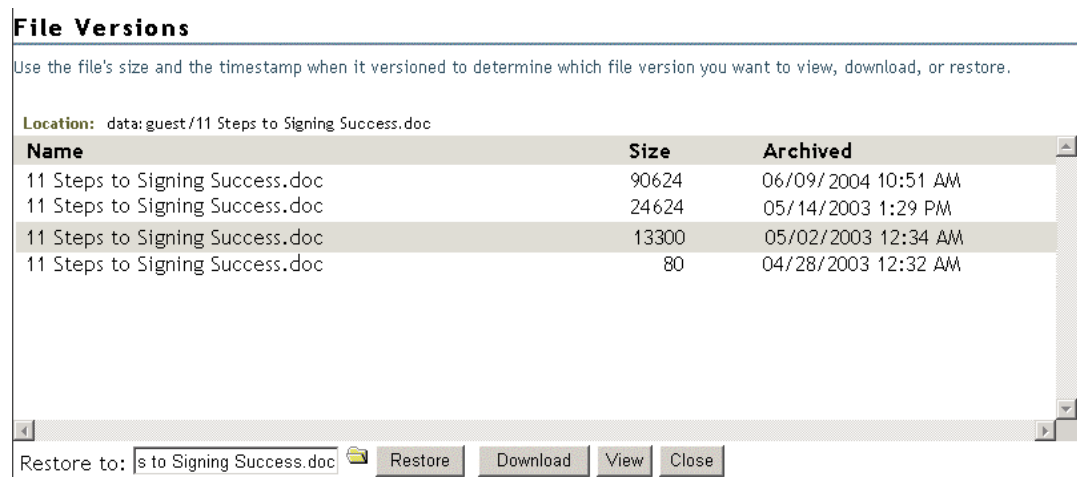 File Versions
Use the file's size and the timestamp when it versioned to determine which file version you want to view, download, or restore.
Location: data:guest/11 Steps to Signing Success.doc
Name Size Archived
11 Steps to Signing Success.doc 90624 06/09/2004 10:51 AM
11 Steps to Signing Success.doc 24624 05/14/2003 1:29 PM
11 Steps to Signing Success.doc 13300 05/02/2003 12:34 AM
11 Steps to Signing Success.doc 80 04/28/2003 12:32 AM
Restore to: s to Signing Success.doc Restore Download View Close